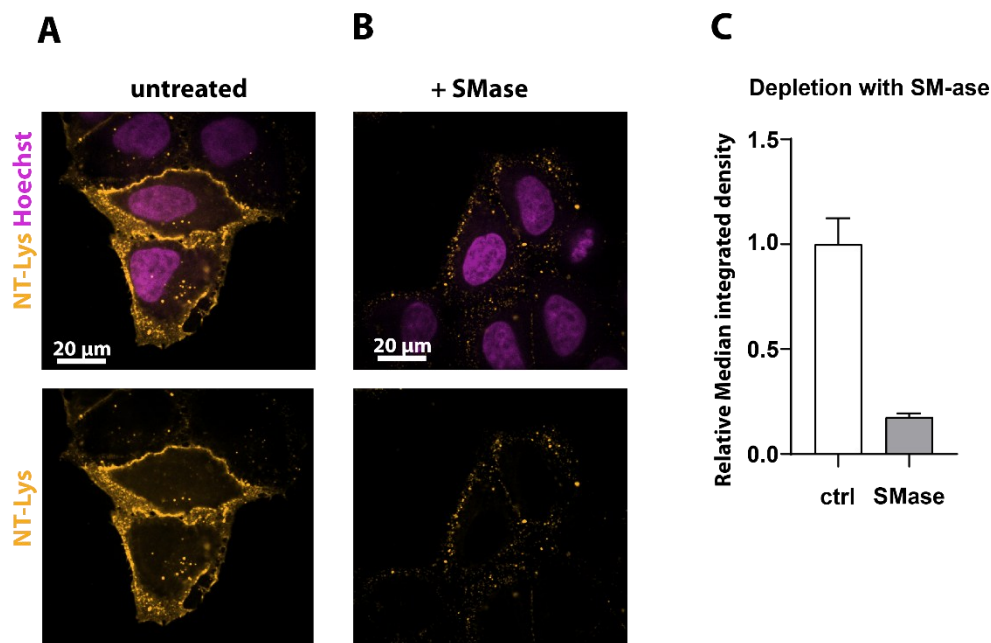 A
B
C
untreated
+ SMase
Depletion with SM-ase
NT-Lys Hoechst
20 µm
20 µm
NT-Lys
Relative Median integrated density
1.5
1.0
0.5
0.0
ctrl
SMase